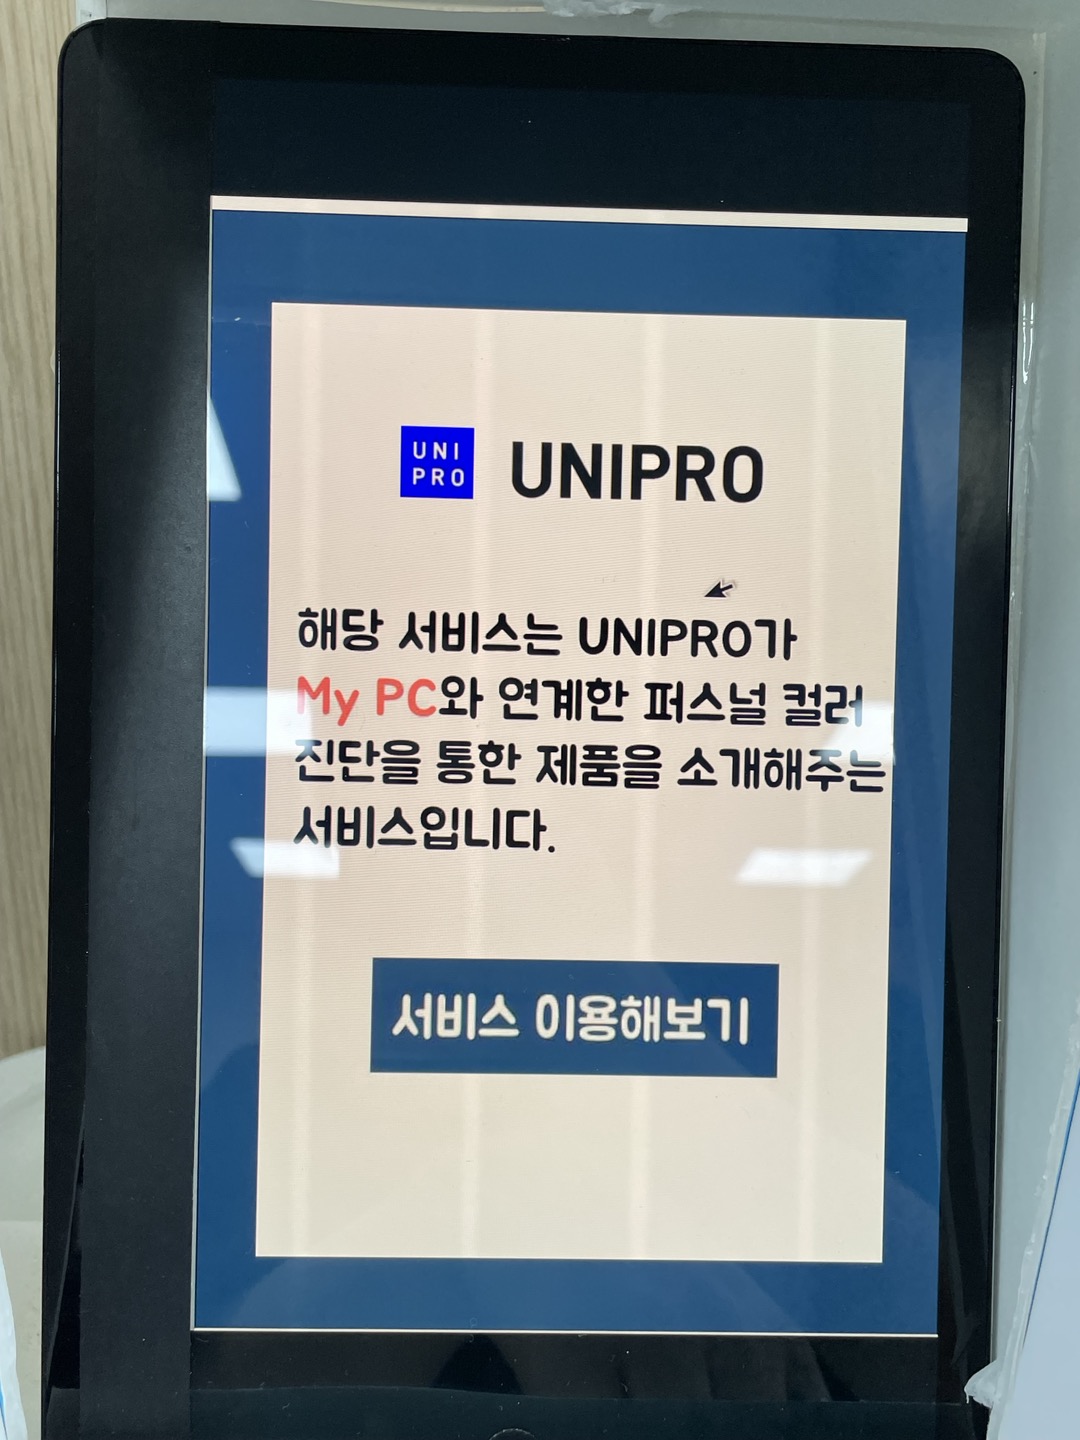 UNI
PRO
UNIPRO
해당 서비스는 UNIPRO가
My PC와 연계한 퍼스널 컬러
진단을 통한 제품을 소개해주는
서비스입니다.
서비스 이용해보기